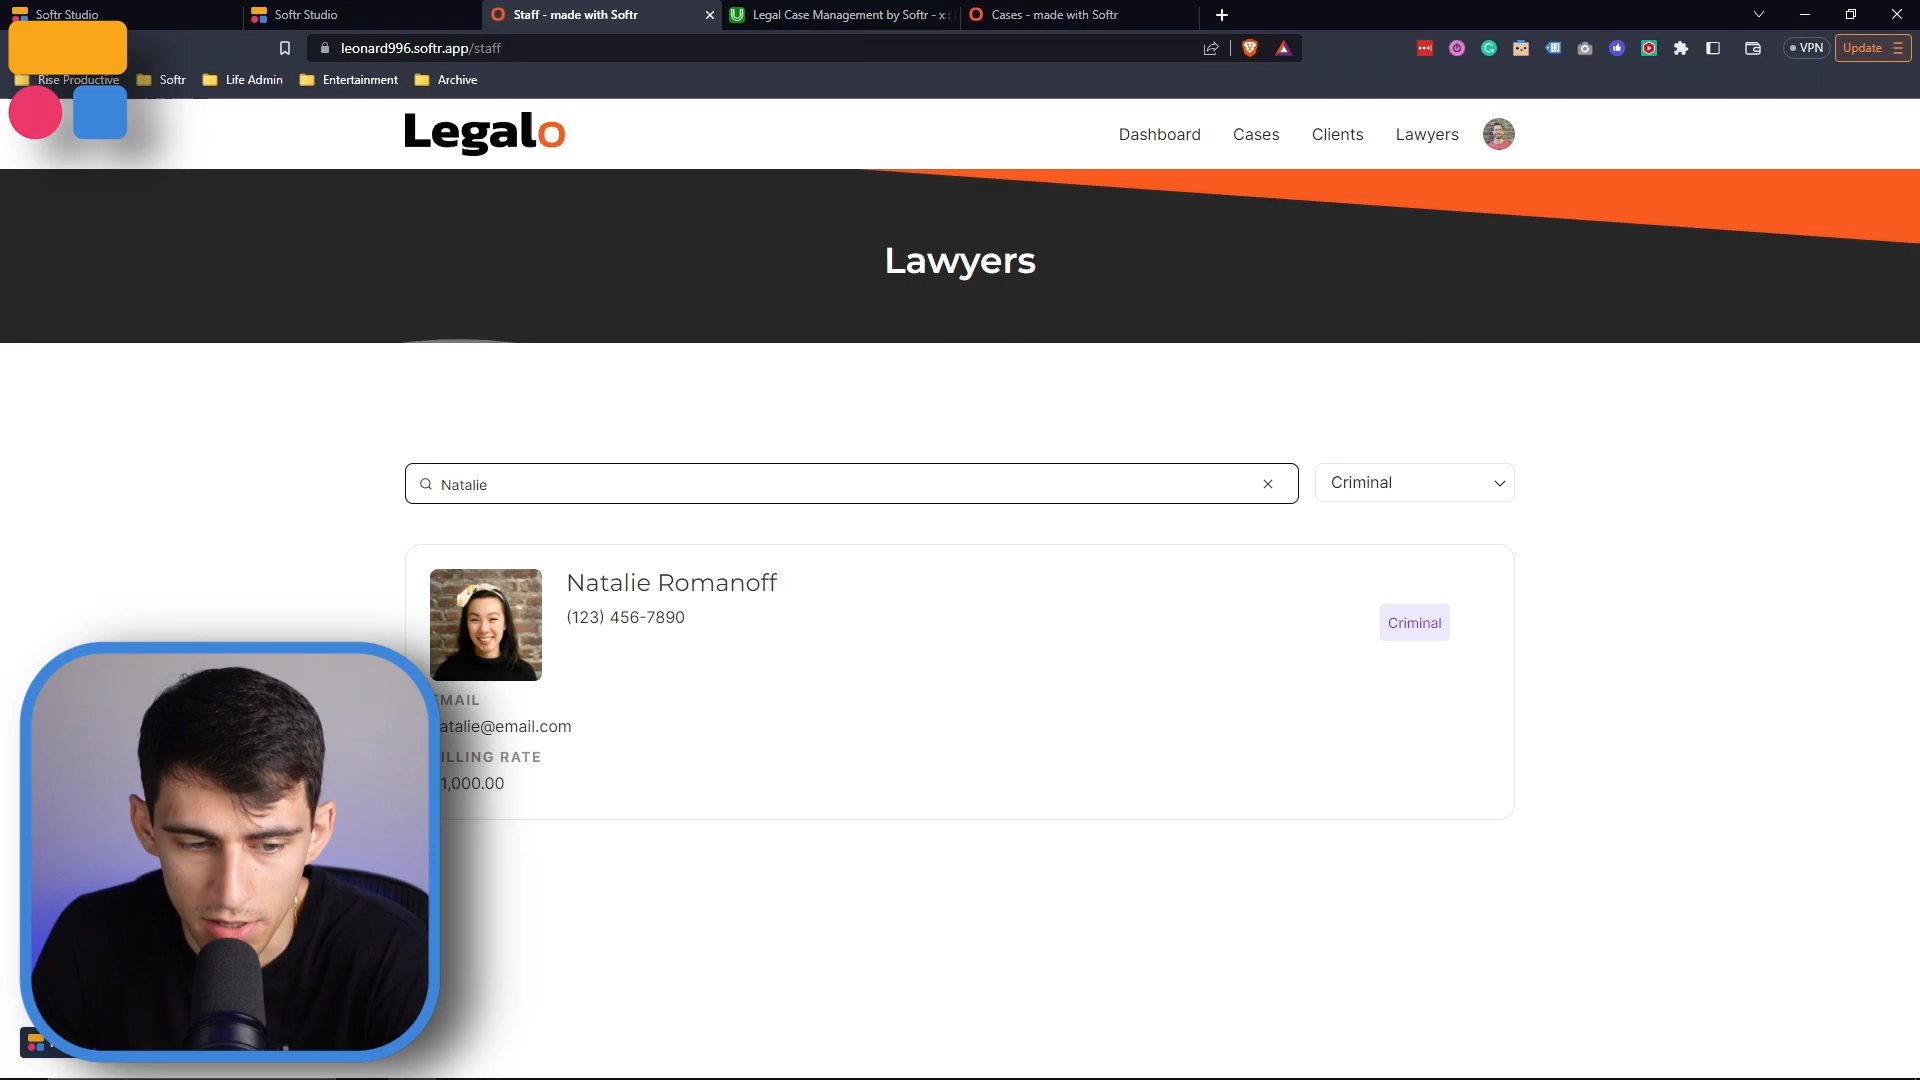 Softr Studio
Softr Studio
Staff - made with Softr
Legal Case Management by Softr - x
Cases - made with Softr
leonard996.softr.app/staff
VPN
Update
Rise Productive
Softr
Life Admin
Entertainment
Archive
Legalo
Dashboard
Cases
Clients
Lawyers
Lawyers
Natalie
Criminal
Natalie Romanoff
(123) 456-7890
Criminal
EMAIL
atalie@email.com
ILLING RATE
1,000.00